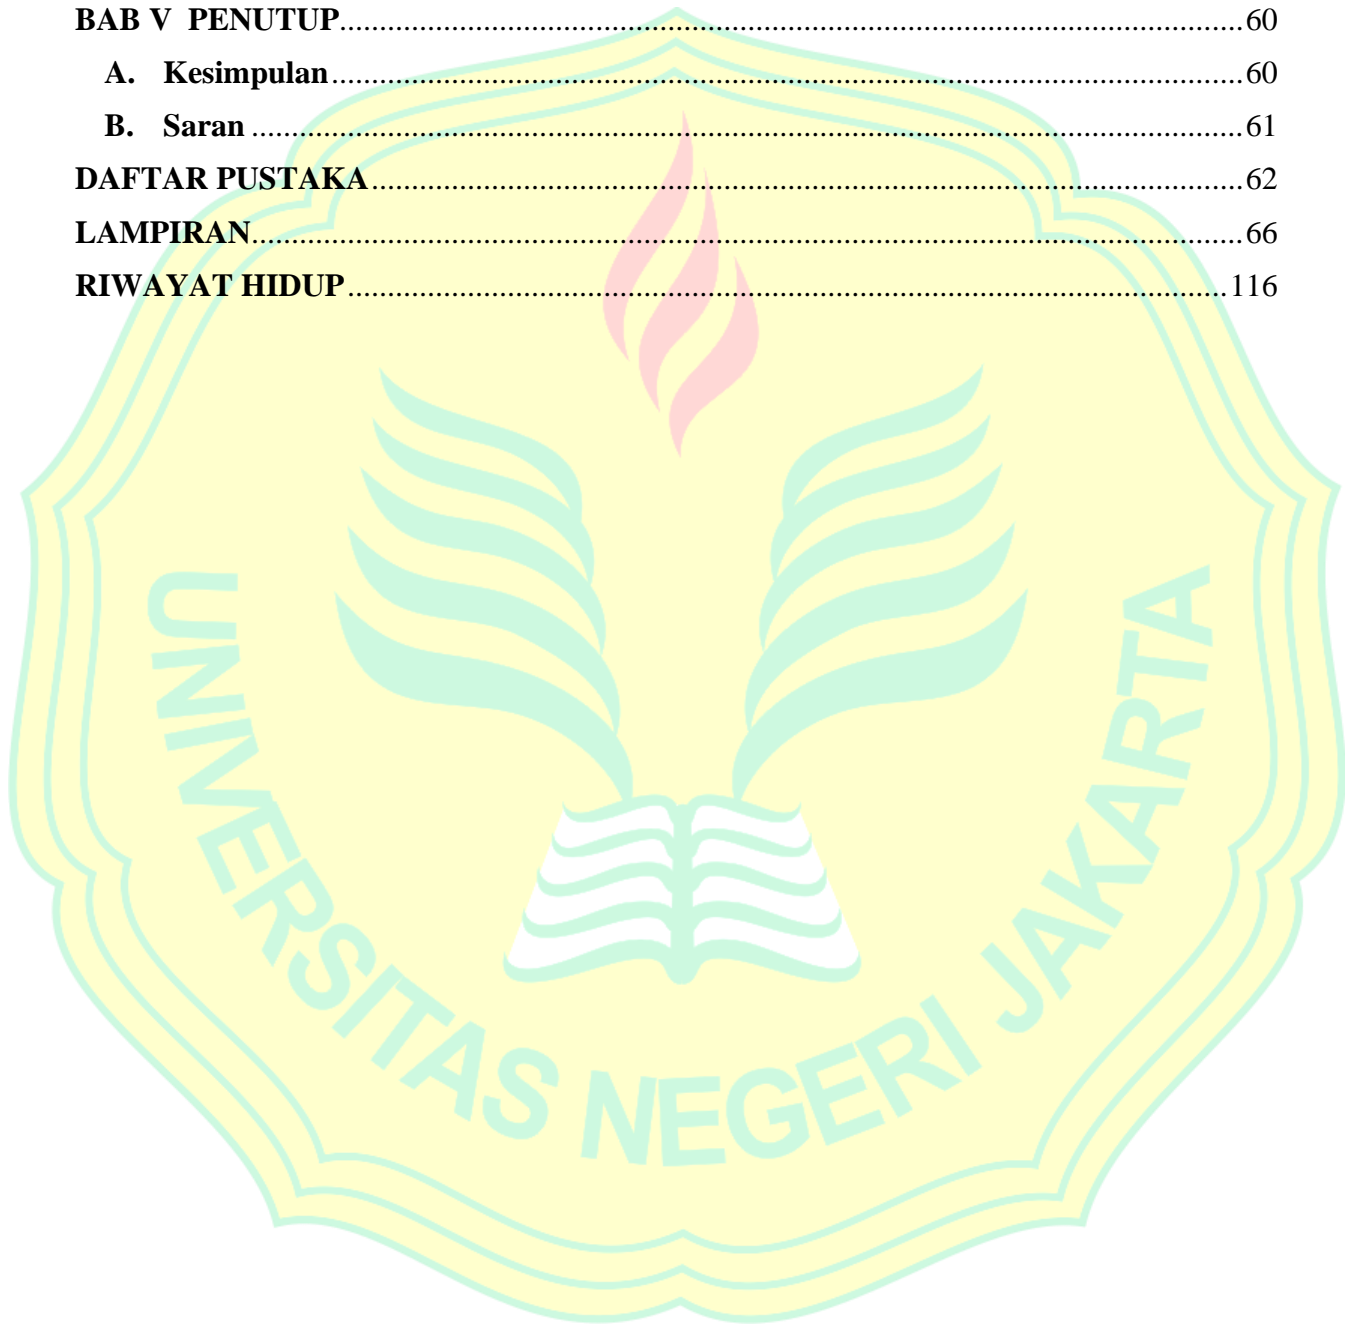 BAB V PENUTUP........................................................................................................60
A. Kesimpulan........................................................................................................60
B. Saran........................................................................................................61
DAFTAR PUSTAKA........................................................................................................62
LAMPIRAN........................................................................................................66
RIWAYAT HIDUP........................................................................................................116
UNIVERSITAS NEGERI JAKARTA